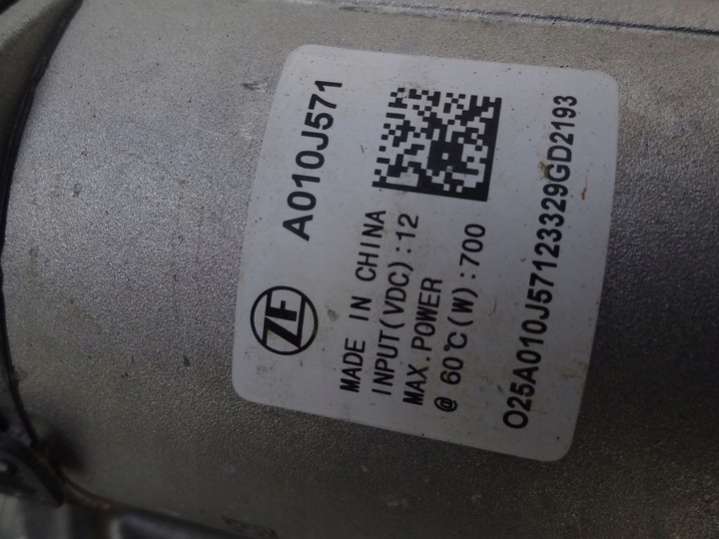 ZF
A010J571
MADE IN CHINA
INPUT(VDC):12
MAX.POWER
@ 60℃(W):700
O25A010J57123329GD2193